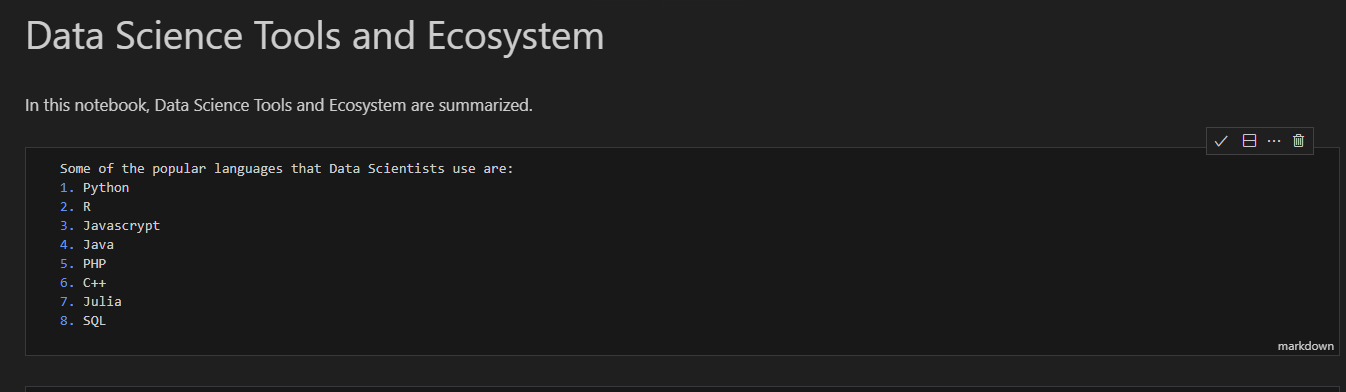 Data Science Tools and Ecosystem
In this notebook, Data Science Tools and Ecosystem are summarized.
Some of the popular languages that Data Scientists use are:
1. Python
2. R
3. Javascrypt
4. Java
5. PHP
6. C++
7. Julia
8. SQL
markdown